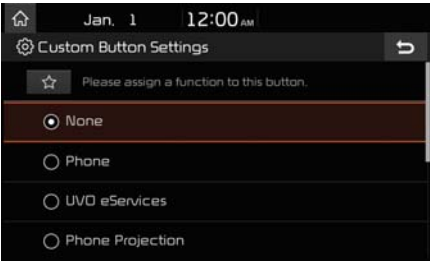 Jan. 1 12:00 AM
Custom Button Settings
Please assign a function to this button.
None
Phone
UVO eServices
Phone Projection